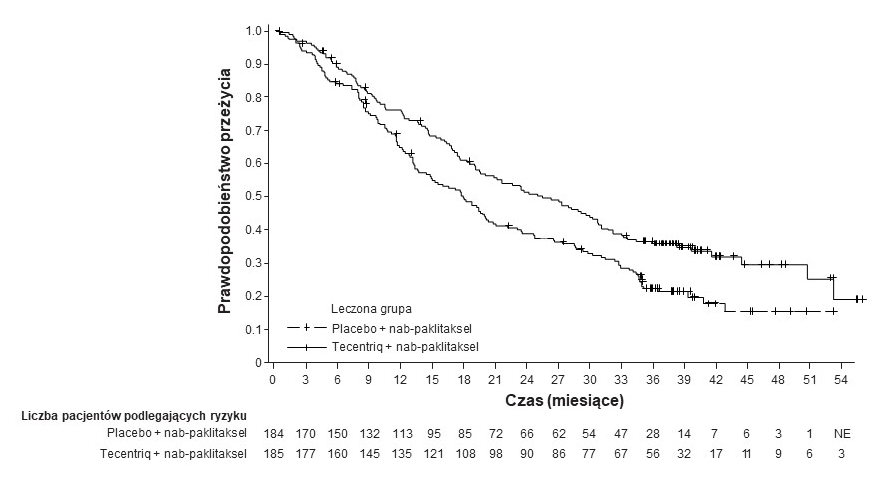 1.0
0.9
0.8
0.7
0.6
0.5
0.4
0.3
0.2
0.1
0
Prawdopodobieństwo przeżycia
Leczona grupa
Placebo + nab-paklitaksel
Tecentriq + nab-paklitaksel
0 3 6 9 12 15 18 21 24 27 30 33 36 39 42 45 48 51 54
Czas (miesiące)
Liczba pacjentów podlegających ryzyku
Placebo + nab-paklitaksel 184 170 150 132 113 95 85 72 66 62 54 47 28 14 7 6 3 1 NE
Tecentriq + nab-paklitaksel 185 177 160 145 135 121 108 98 90 86 77 67 56 32 17 11 9 6 3